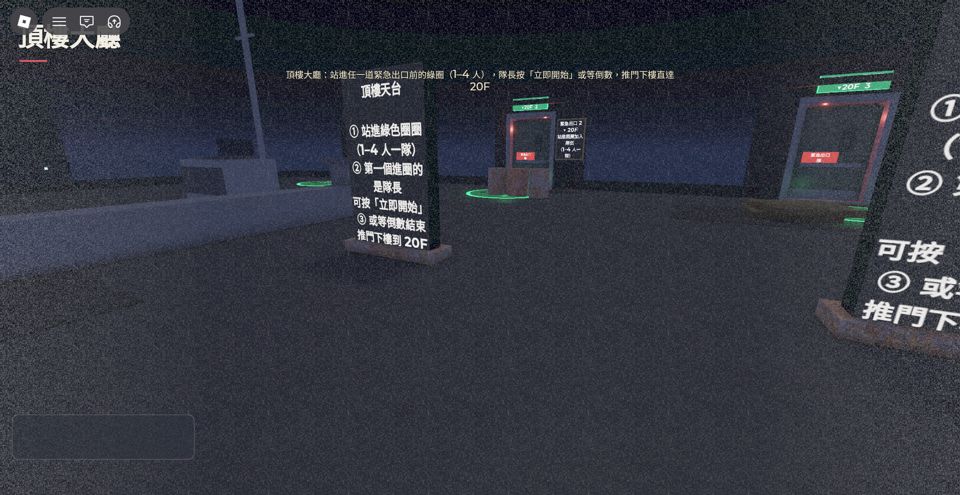 頂樓大廳
頂樓大廳：站進任一道緊急出口前的綠圈（1–4 人），隊長按「立即開始」或等倒數，推門下樓直達
20F
頂樓天台
① 站進綠色圈圈
（1–4 人一隊）
② 第一個進圈的
是隊長
可按「立即開始」
③ 或等倒數結束
推門下樓到 20F
20F 2
緊急出口 2
20F
20F 3
緊急出口
①
（
②
可按
③ 或
推門下